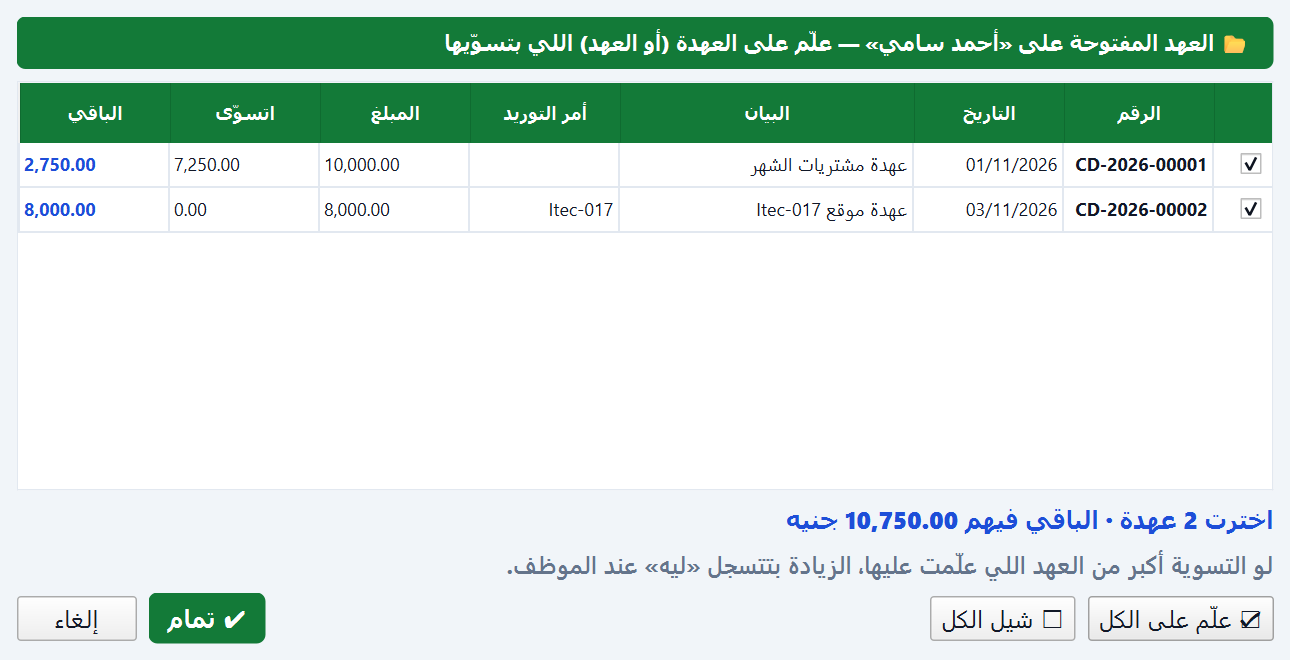 📂 العهد المفتوحة على «أحمد سامي» — علّم على العهدة (أو العهد) اللي بتسوّيها
الرقم التاريخ البيان أمر التوريد المبلغ اتسوّى الباقي
☑ CD-2026-00001 01/11/2026 عهدة مشتريات الشهر 10,000.00 7,250.00 2,750.00
☑ CD-2026-00002 03/11/2026 عهدة موقع Itec-017 Itec-017 8,000.00 0.00 8,000.00
اخترت 2 عهدة • الباقي فيهم 10,750.00 جنيه
لو التسوية أكبر من العهد اللي علّمت عليها، الزيادة بتتسجل «ليه» عند الموظف.
☑ علّم على الكل ☐ شيل الكل ✔ تمام إلغاء